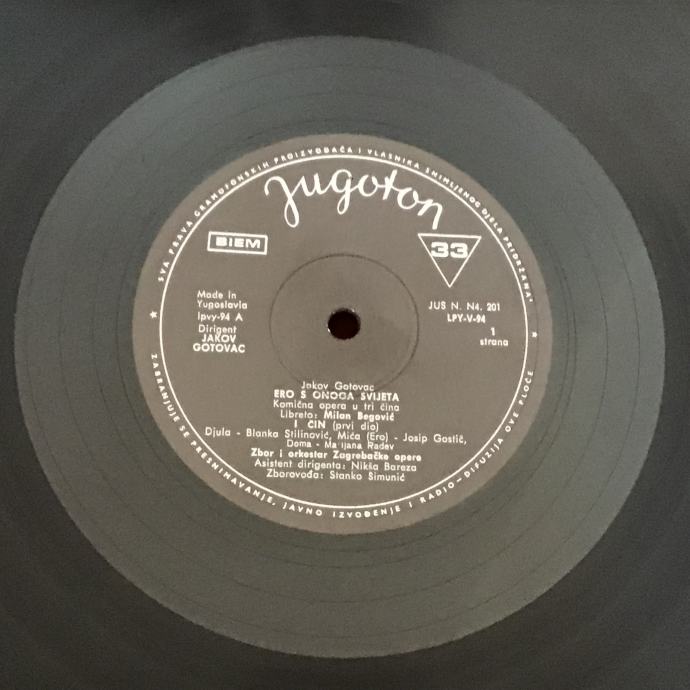 SVA PRAVA GRAMOFONSKIH PROIZVOĐAČA I VLASNIKA SNIMLJENOG DJELA PRIDRŽANA*
Jugoton
BIEM
33
Made in
Yugoslavia
lpvy-94 A
Dirigent
JAKOV
GOTOVAC
JUS N. N4. 201
LPY-V-94
1
strana
Jakov Gotovac
ERO S ONOGA SVIJETA
Komična opera u tri čina
Libreto: Milan Begović
I ČIN (prvi dio)
Djula - Blanka Stilinović, Mića (Ero) - Josip Gostič,
Doma - Marijana Radev
Zbor i orkestar Zagrebačke opere
Asistent dirigenta: Nikša Bareza
Zborovođa: Stanko Šimunić
ZABRANJUJE SE PRESNIMAVANJE, JAVNO IZVOĐENJE I RADIO-DIFUZIJA OVE PLOČE